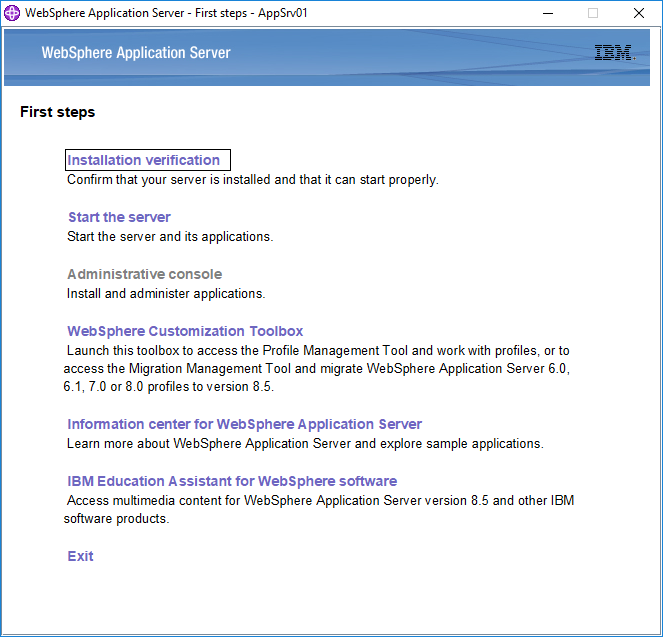 WebSphere Application Server - First steps - AppSrv01
WebSphere Application Server
IBM.
First steps
Installation verification
Confirm that your server is installed and that it can start properly.
Start the server
Start the server and its applications.
Administrative console
Install and administer applications.
WebSphere Customization Toolbox
Launch this toolbox to access the Profile Management Tool and work with profiles, or to
access the Migration Management Tool and migrate WebSphere Application Server 6.0,
6.1, 7.0 or 8.0 profiles to version 8.5.
Information center for WebSphere Application Server
Learn more about WebSphere Application Server and explore sample applications.
IBM Education Assistant for WebSphere software
Access multimedia content for WebSphere Application Server version 8.5 and other IBM
software products.
Exit